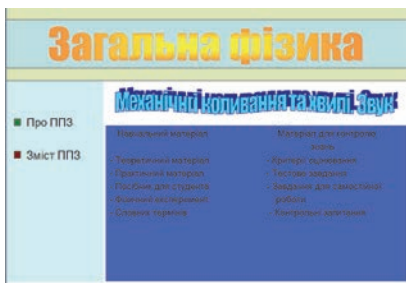 Загальна фізика
Механічні коливання та хвилі. Звук
Про ППЗ
Зміст ППЗ
Навчальний матеріал
- Теоретичний матеріал
- Практичний матеріал
- Посібник для студента
- Фізичний експеримент
- Словник термінів
Матеріал для контролю
знань
- Критерії оцінювання
- Тестові завдання
- Завдання для самостійної
роботи
- Контрольні запитання